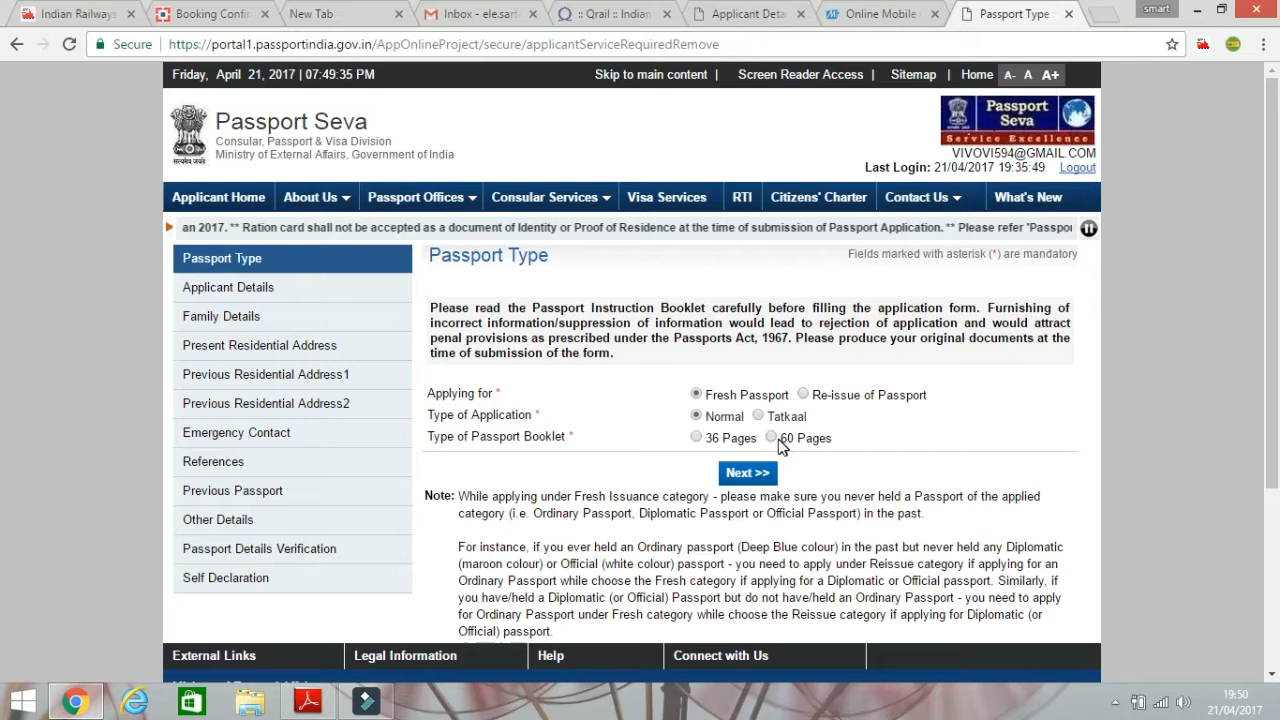 Indian Railways
Booking Confir
New Tab
Inbox - ele.sarf
:: Qrail :: Indian
Applicant Deta
Online Mobile
Passport Type
smart
Secure
https://portal1.passportindia.gov.in/AppOnlineProject/secure/applicantServiceRequiredRemove
Friday, April 21, 2017 | 07:49:35 PM
Skip to main content | Screen Reader Access | Sitemap | Home A- A A+
Passport Seva
Consular, Passport & Visa Division
Ministry of External Affairs, Government of India
Passport
Seva
Service Excellence
VIVOVI594@GMAIL.COM
Last Login: 21/04/2017 19:35:49 Logout
Applicant Home About Us Passport Offices Consular Services Visa Services RTI Citizens' Charter Contact Us What's New
an 2017. ** Ration card shall not be accepted as a document of Identity or Proof of Residence at the time of submission of Passport Application. ** Please refer 'Passpor
Passport Type
Applicant Details
Family Details
Present Residential Address
Previous Residential Address1
Previous Residential Address2
Emergency Contact
References
Previous Passport
Other Details
Passport Details Verification
Self Declaration
Passport Type
Fields marked with asterisk (*) are mandatory
Please read the Passport Instruction Booklet carefully before filling the application form. Furnishing of
incorrect information/suppression of information would lead to rejection of application and would attract
penal provisions as prescribed under the Passports Act, 1967. Please produce your original documents at the
time of submission of the form.
Applying for * Fresh Passport Re-issue of Passport
Type of Application * Normal Tatkaal
Type of Passport Booklet * 36 Pages 60 Pages
Next >>
Note: While applying under Fresh Issuance category - please make sure you never held a Passport of the applied
category (i.e. Ordinary Passport, Diplomatic Passport or Official Passport) in the past.
For instance, if you ever held an Ordinary passport (Deep Blue colour) in the past but never held any Diplomatic
(maroon colour) or Official (white colour) passport - you need to apply under Reissue category if applying for an
Ordinary Passport while choose the Fresh category if applying for a Diplomatic or Official passport. Similarly, if
you have/held a Diplomatic (or Official) Passport but do not have/held an Ordinary Passport - you need to apply
for Ordinary Passport under Fresh category while choose the Reissue category if applying for Diplomatic (or
Official) passport.
External Links
Legal Information
Help
Connect with Us
19:50
21/04/2017